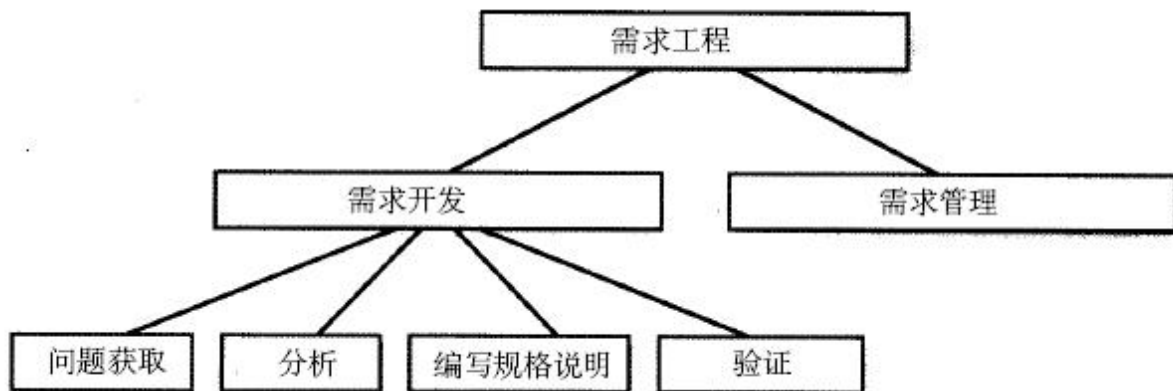 需求工程
需求开发
需求管理
问题获取
分析
编写规格说明
验证